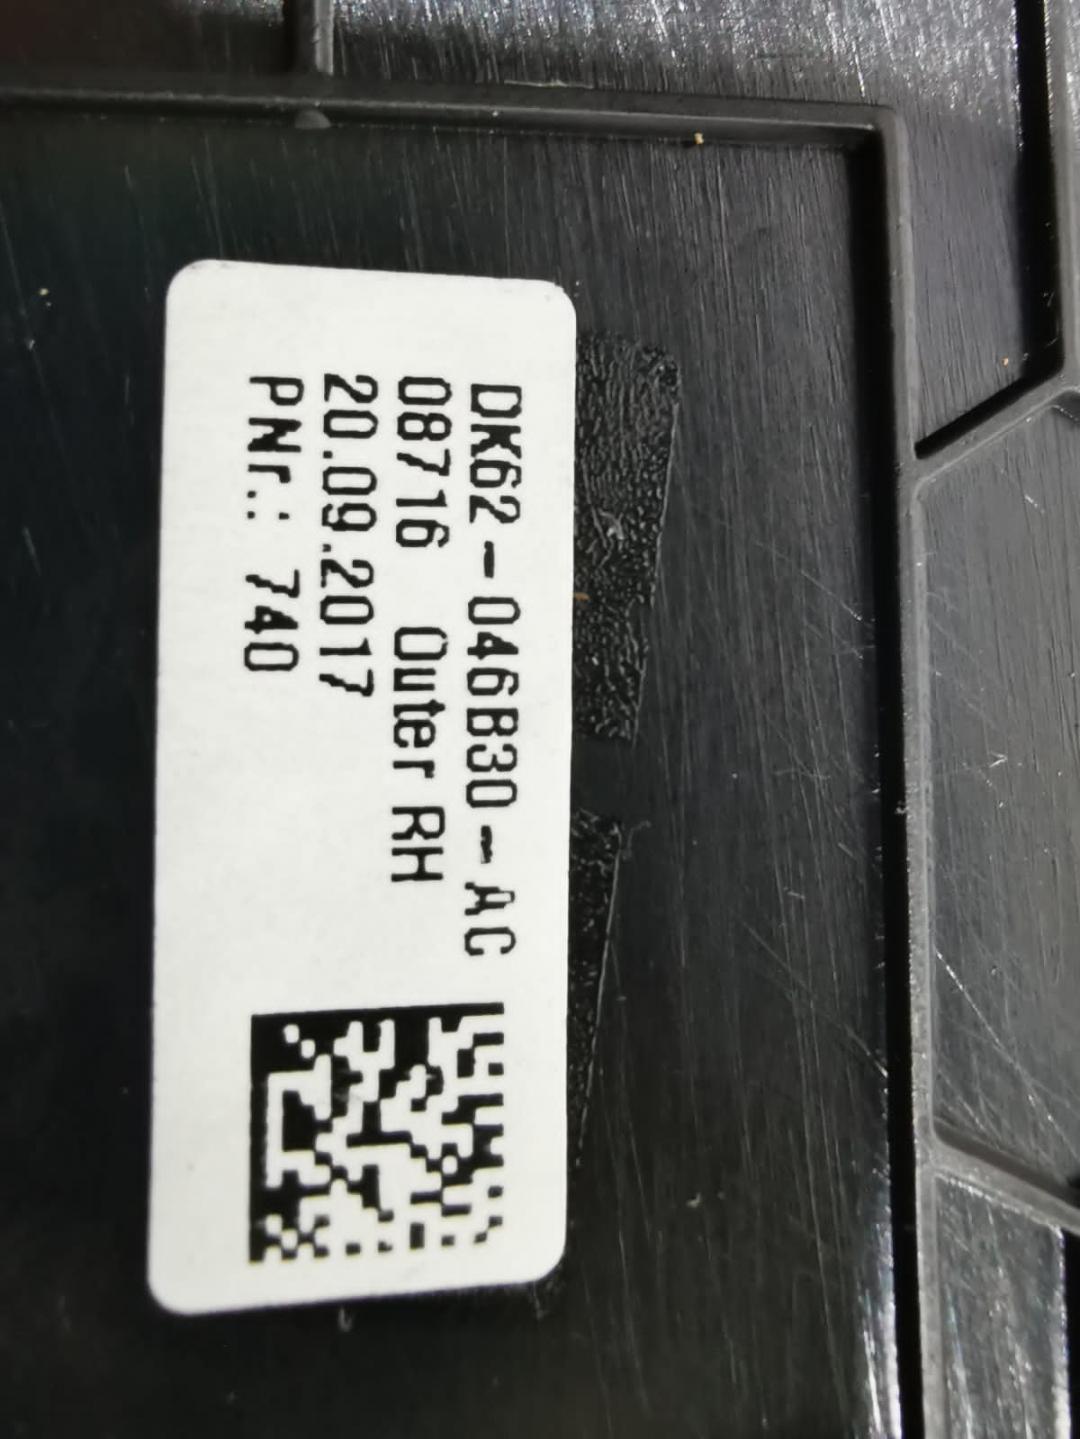 DK62-046B30-AC
08716 Outer RH
20.09.2017
PNr.: 740